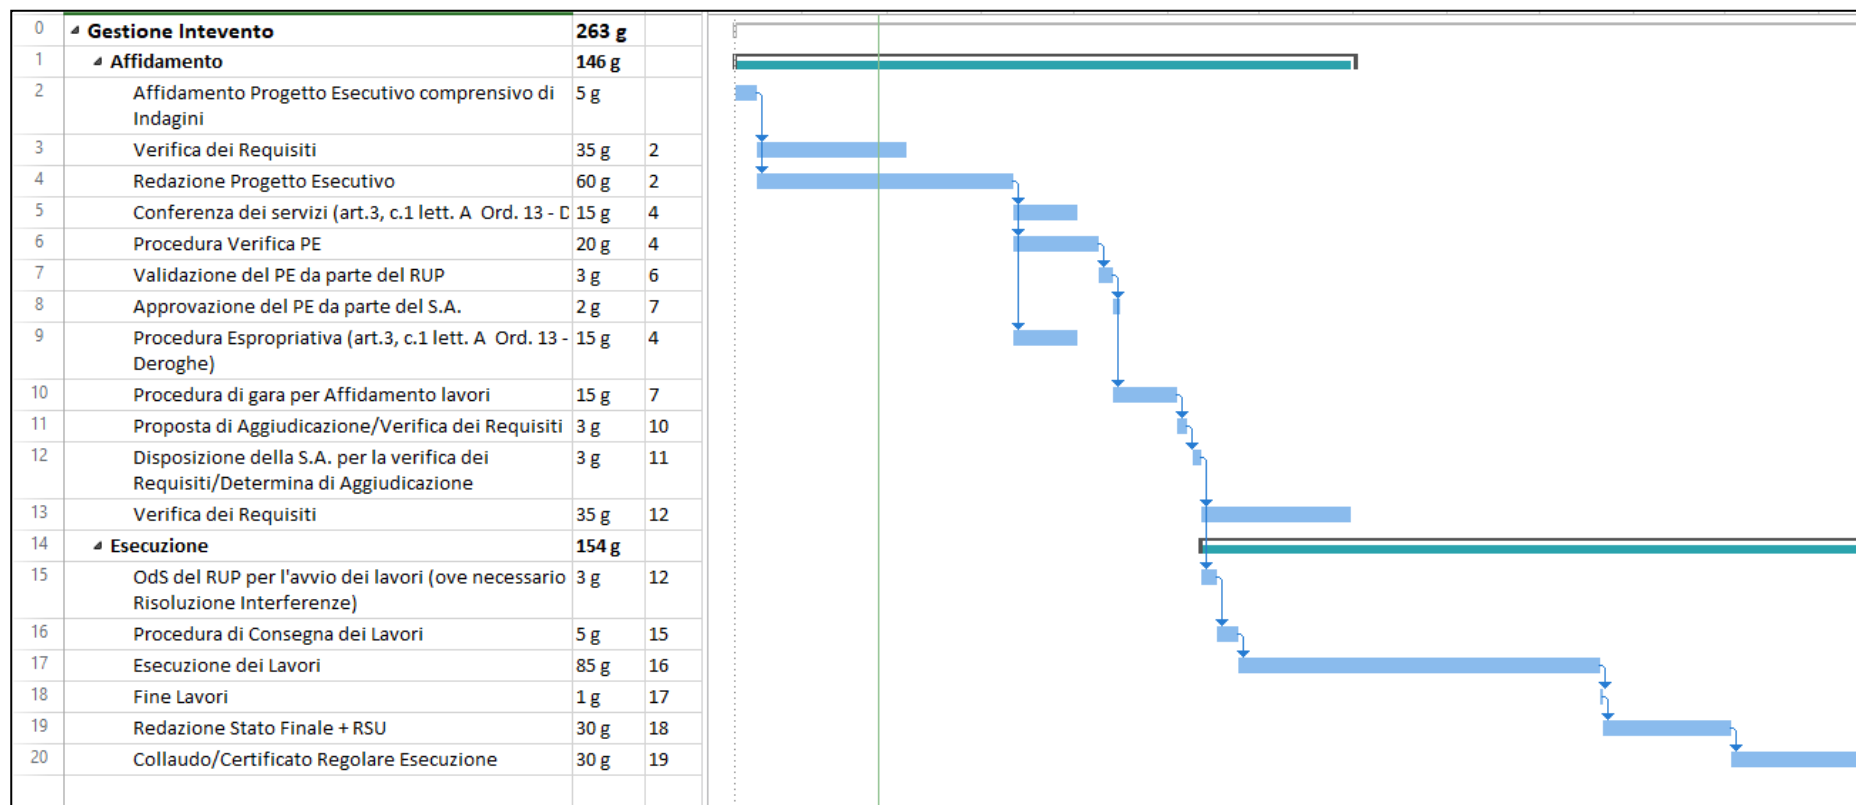 0 Gestione Intevento 263 g
1 Affidamento 146 g
2 Affidamento Progetto Esecutivo comprensivo di 5 g
Indagini
3 Verifica dei Requisiti 35 g 2
4 Redazione Progetto Esecutivo 60 g 2
5 Conferenza dei servizi (art.3, c.1 lett. A Ord. 13 - D 15 g 4
6 Procedura Verifica PE 20 g 4
7 Validazione del PE da parte del RUP 3 g 6
8 Approvazione del PE da parte del S.A. 2 g 7
9 Procedura Espropriativa (art.3, c.1 lett. A Ord. 13 - 15 g 4
Deroghe)
10 Procedura di gara per Affidamento lavori 15 g 7
11 Proposta di Aggiudicazione/Verifica dei Requisiti 3 g 10
12 Disposizione della S.A. per la verifica dei 3 g 11
Requisiti/Determina di Aggiudicazione
13 Verifica dei Requisiti 35 g 12
14 Esecuzione 154 g
15 OdS del RUP per l'avvio dei lavori (ove necessario 3 g 12
Risoluzione Interferenze)
16 Procedura di Consegna dei Lavori 5 g 15
17 Esecuzione dei Lavori 85 g 16
18 Fine Lavori 1 g 17
19 Redazione Stato Finale + RSU 30 g 18
20 Collaudo/Certificato Regolare Esecuzione 30 g 19